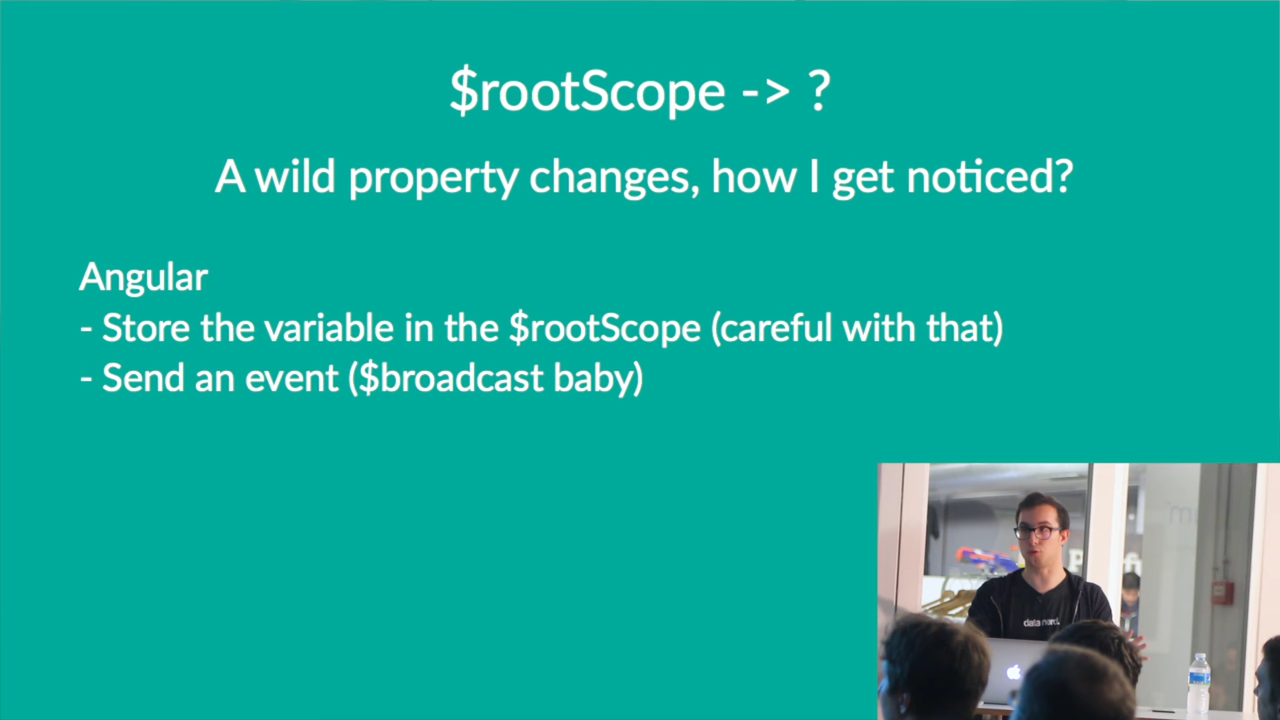 $rootScope -> ?
A wild property changes, how I get noticed?
Angular
- Store the variable in the $rootScope (careful with that)
- Send an event ($broadcast baby)
data nerd.